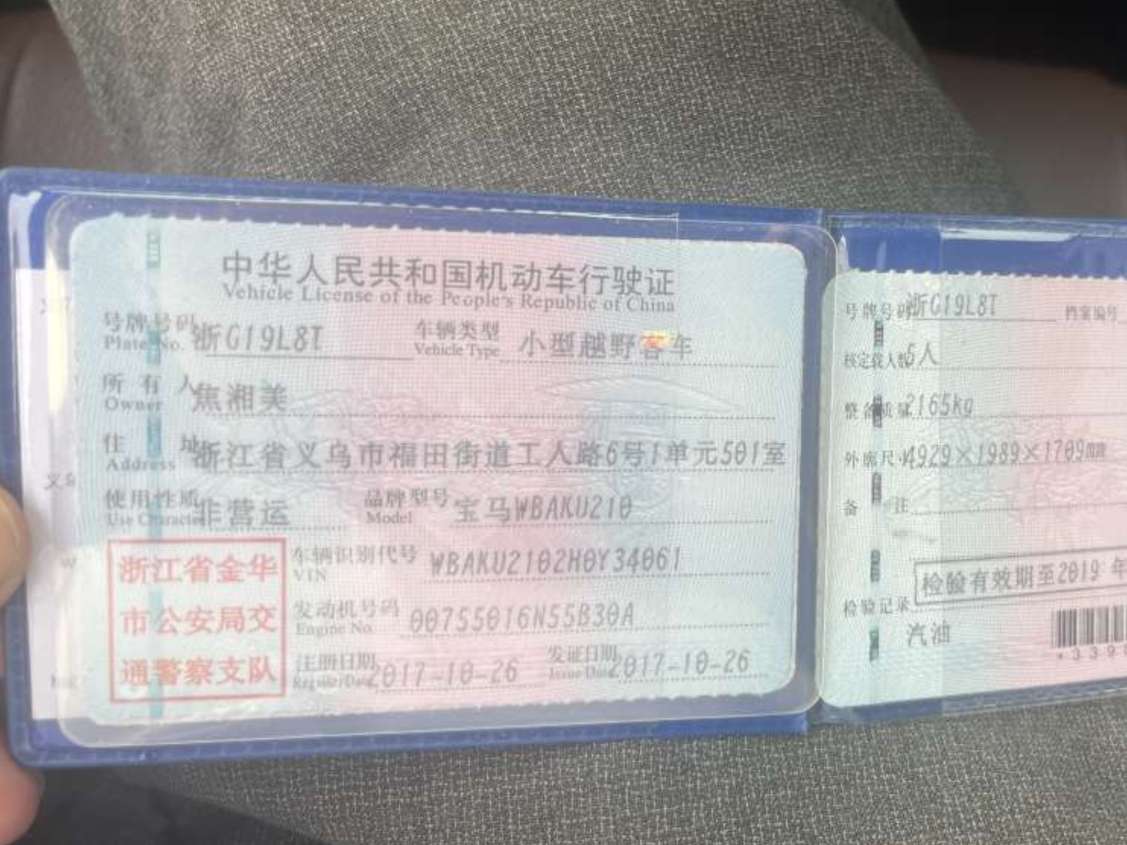 中华人民共和国机动车行驶证
Vehicle License of the People's Republic of China
号牌号码 浙G19L8T 车辆类型 小型越野客车
Plate No. Vehicle Type
所有人 焦湘美
Owner
住址 浙江省义乌市福田街道工人路6号1单元501室
Address
使用性质 非营运 品牌型号 宝马WBAKU210
Use Character Model
浙江省金华
市公安局交
通警察支队
车辆识别代号 WBAKU2102H0Y34061
VIN
发动机号码 00755016N55B30A
Engine No.
注册日期 2017-10-26 发证日期 2017-10-26
Register Date Issue Date
号牌号码 浙G19L8T 档案编号
核定载人数 5人
整备质量 2165kg
外廓尺寸 4929×1989×1709mm
备注
检验有效期至2019 年
检验记录
汽油